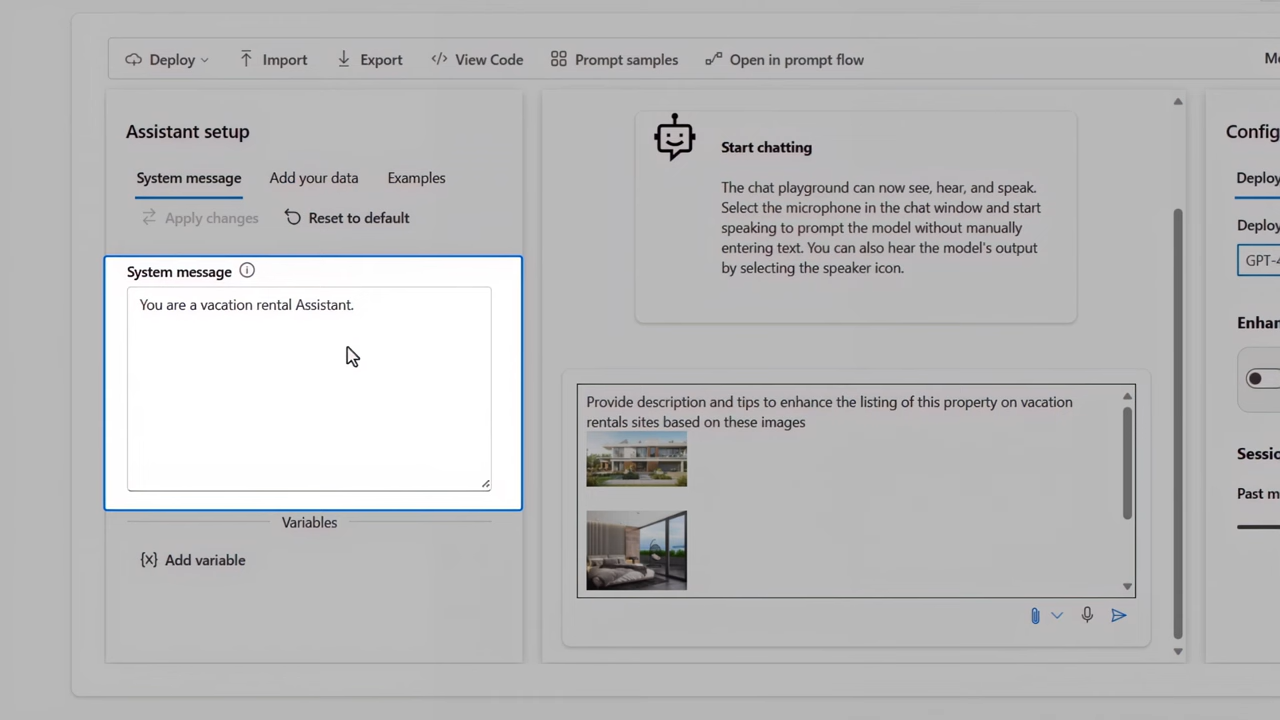 Deploy Import Export View Code Prompt samples Open in prompt flow
Assistant setup
System message Add your data Examples
Apply changes Reset to default
System message
You are a vacation rental Assistant.
Variables
{x} Add variable
Start chatting
The chat playground can now see, hear, and speak.
Select the microphone in the chat window and start
speaking to prompt the model without manually
entering text. You can also hear the model's output
by selecting the speaker icon.
Provide description and tips to enhance the listing of this property on vacation
rentals sites based on these images
Past m